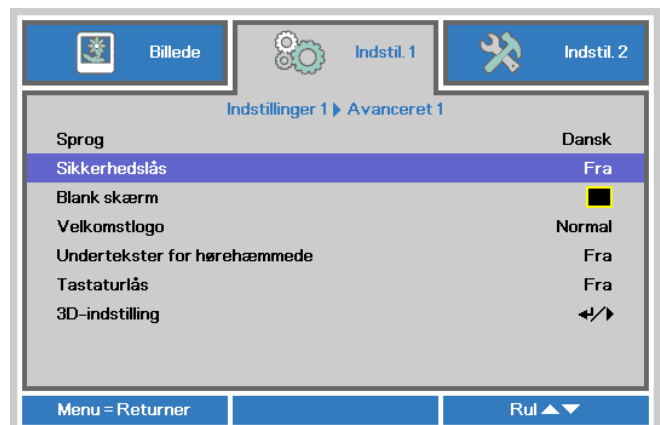 Billede
Indstil. 1
Indstil. 2
Indstillinger 1 Avanceret 1
Sprog Dansk
Sikkerhedslås Fra
Blank skærm
Velkomstlogo Normal
Undertekster for hørehæmmede Fra
Tastaturlås Fra
3D-indstilling /
Menu = Returner
Rul